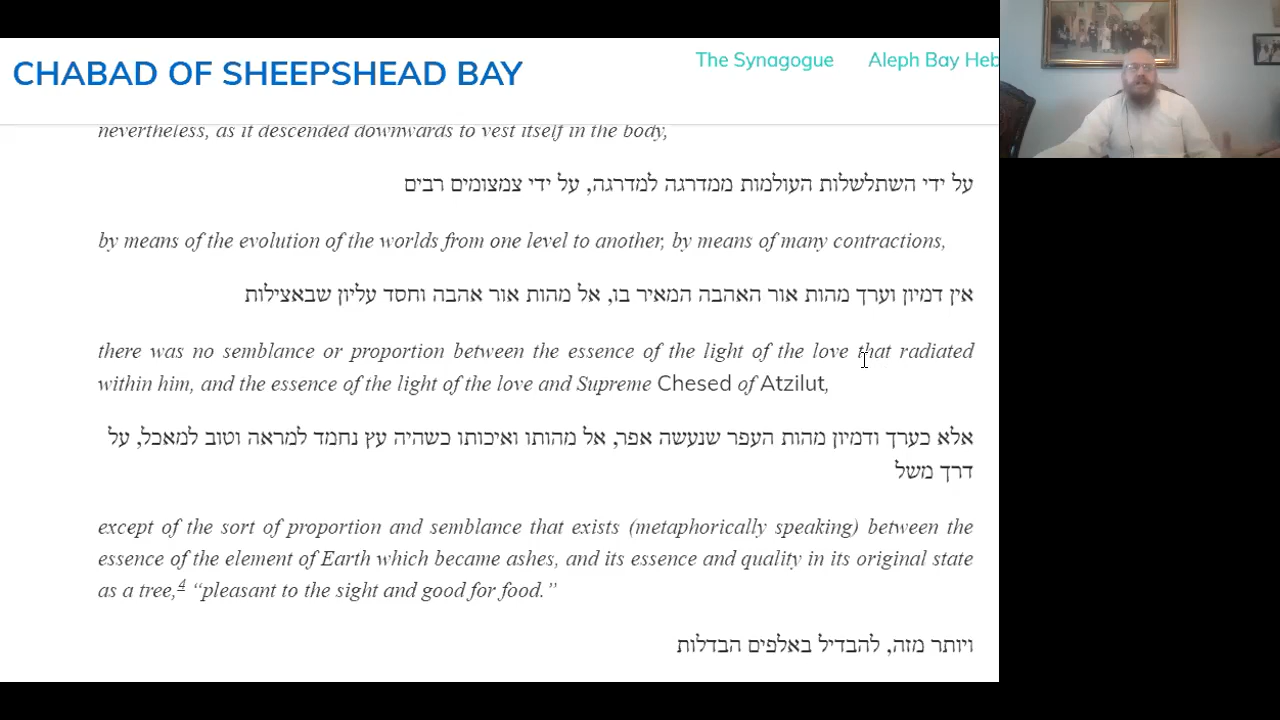 CHABAD OF SHEEPSHEAD BAY
The Synagogue Aleph Bay Heb
nevertheless, as it descended downwards to vest itself in the body,
על ידי השתלשלות העולמות ממדרגה למדרגה, על ידי צמצומים רבים
by means of the evolution of the worlds from one level to another, by means of many contractions,
אין דמיון וערך מהות אור האהבה המאיר בו, אל מהות אור אהבה וחסד עליון שבאצילות
there was no semblance or proportion between the essence of the light of the love that radiated
within him, and the essence of the light of the love and Supreme Chesed of Atzilut,
אלא כערך ודמיון מהות העפר שנעשה אפר, אל מהותו ואיכותו כשהיה עץ נחמד למראה וטוב למאכל, על
דרך משל
except of the sort of proportion and semblance that exists (metaphorically speaking) between the
essence of the element of Earth which became ashes, and its essence and quality in its original state
as a tree,4 “pleasant to the sight and good for food.”
ויותר מזה, להבדיל באלפים הבדלות